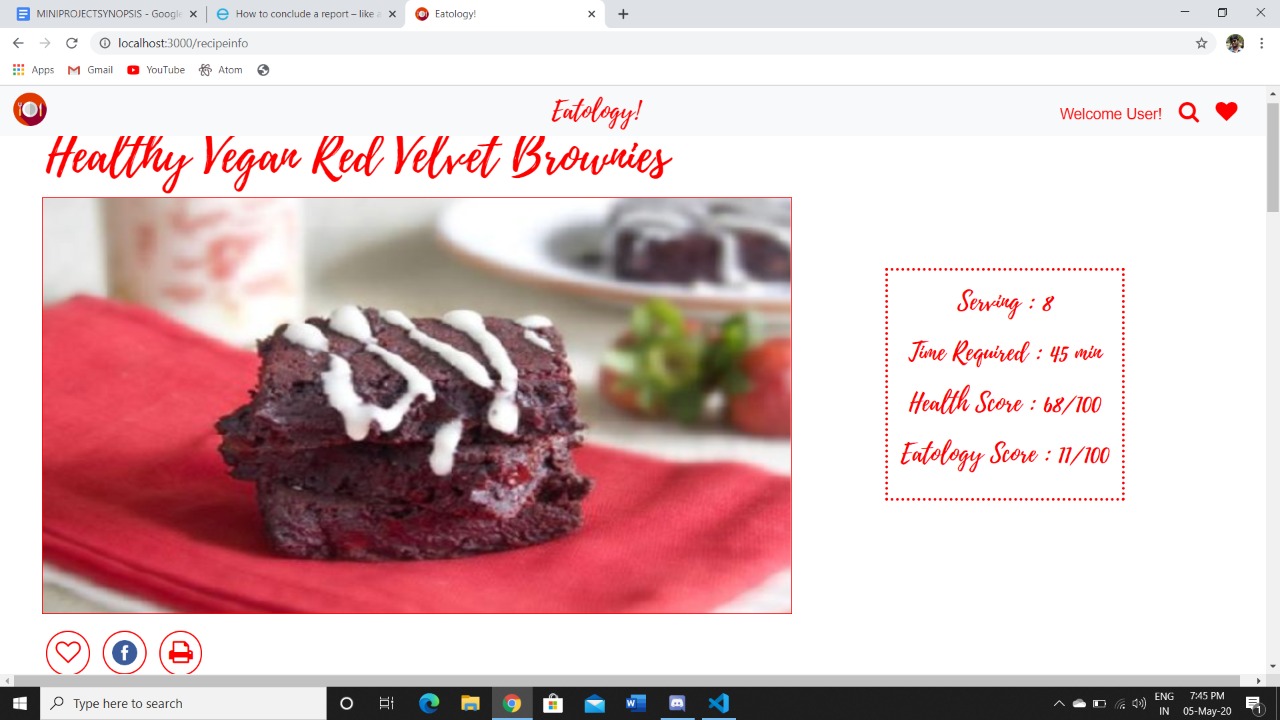 MINIPROJECTSYNOPSIS - Google
How to conclude a report – like a
Eatology!
localhost:3000/recipeinfo
Apps
Gmail
YouTube
Atom
Eatology!
Welcome User!
Healthy Vegan Red Velvet Brownies
Serving : 8
Time Required : 45 min
Health Score : 68/100
Eatology Score : 11/100
Type here to search
ENG
IN
7:45 PM
05-May-20
1